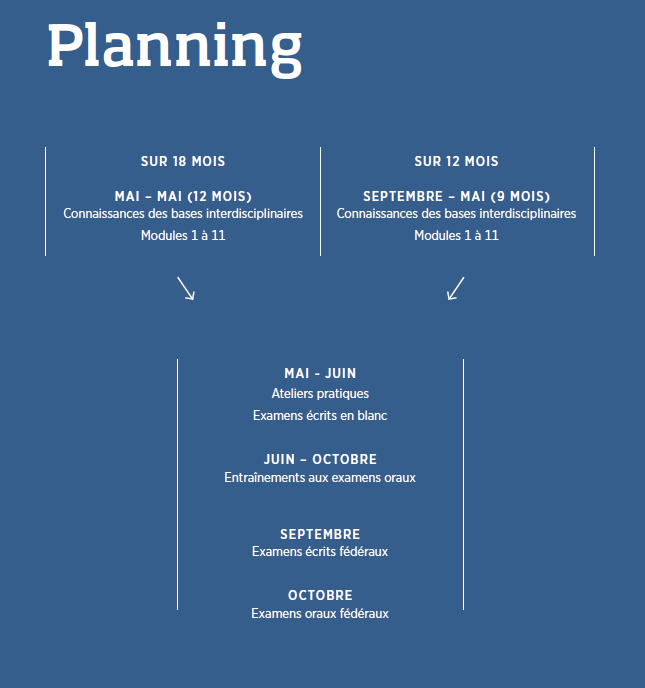 Planning
SUR 18 MOIS
MAI – MAI (12 MOIS)
Connaissances des bases interdisciplinaires
Modules 1 à 11
SUR 12 MOIS
SEPTEMBRE – MAI (9 MOIS)
Connaissances des bases interdisciplinaires
Modules 1 à 11
MAI - JUIN
Ateliers pratiques
Examens écrits en blanc
JUIN – OCTOBRE
Entraînements aux examens oraux
SEPTEMBRE
Examens écrits fédéraux
OCTOBRE
Examens oraux fédéraux